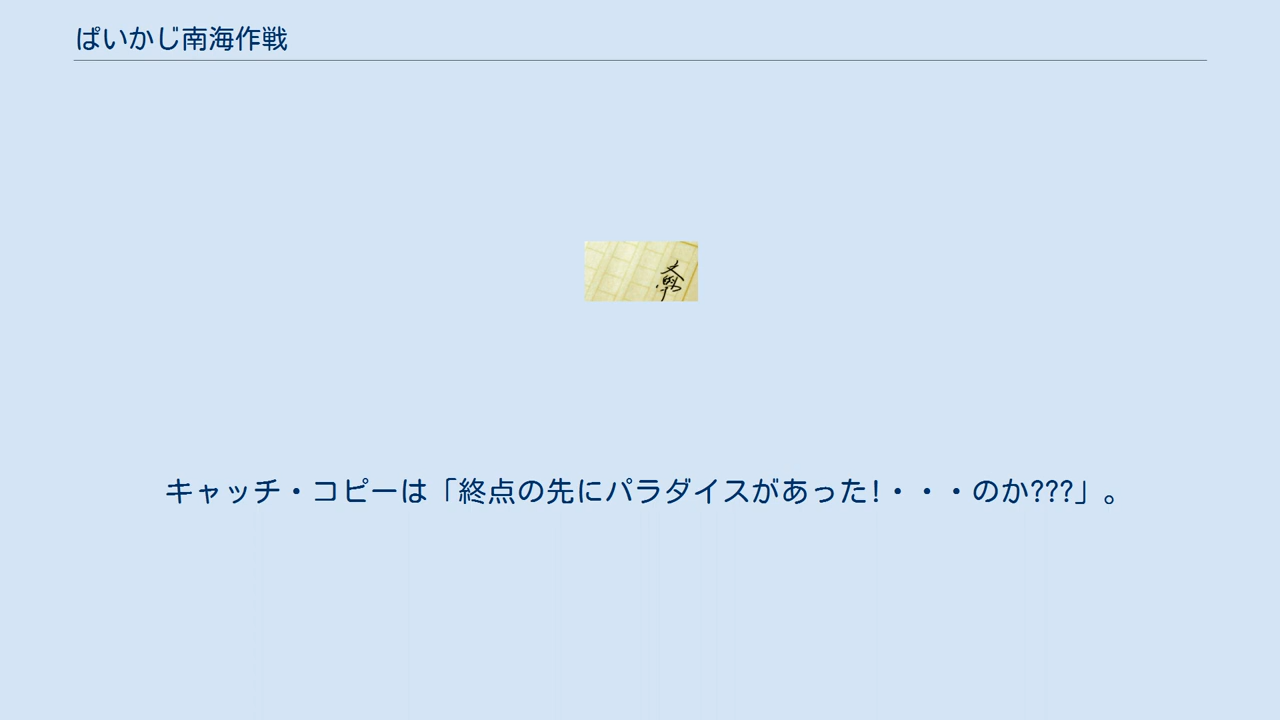 ぱいかじ南海作戦
キャッチ・コピーは「終点の先にパラダイスがあった!・・・のか???」。